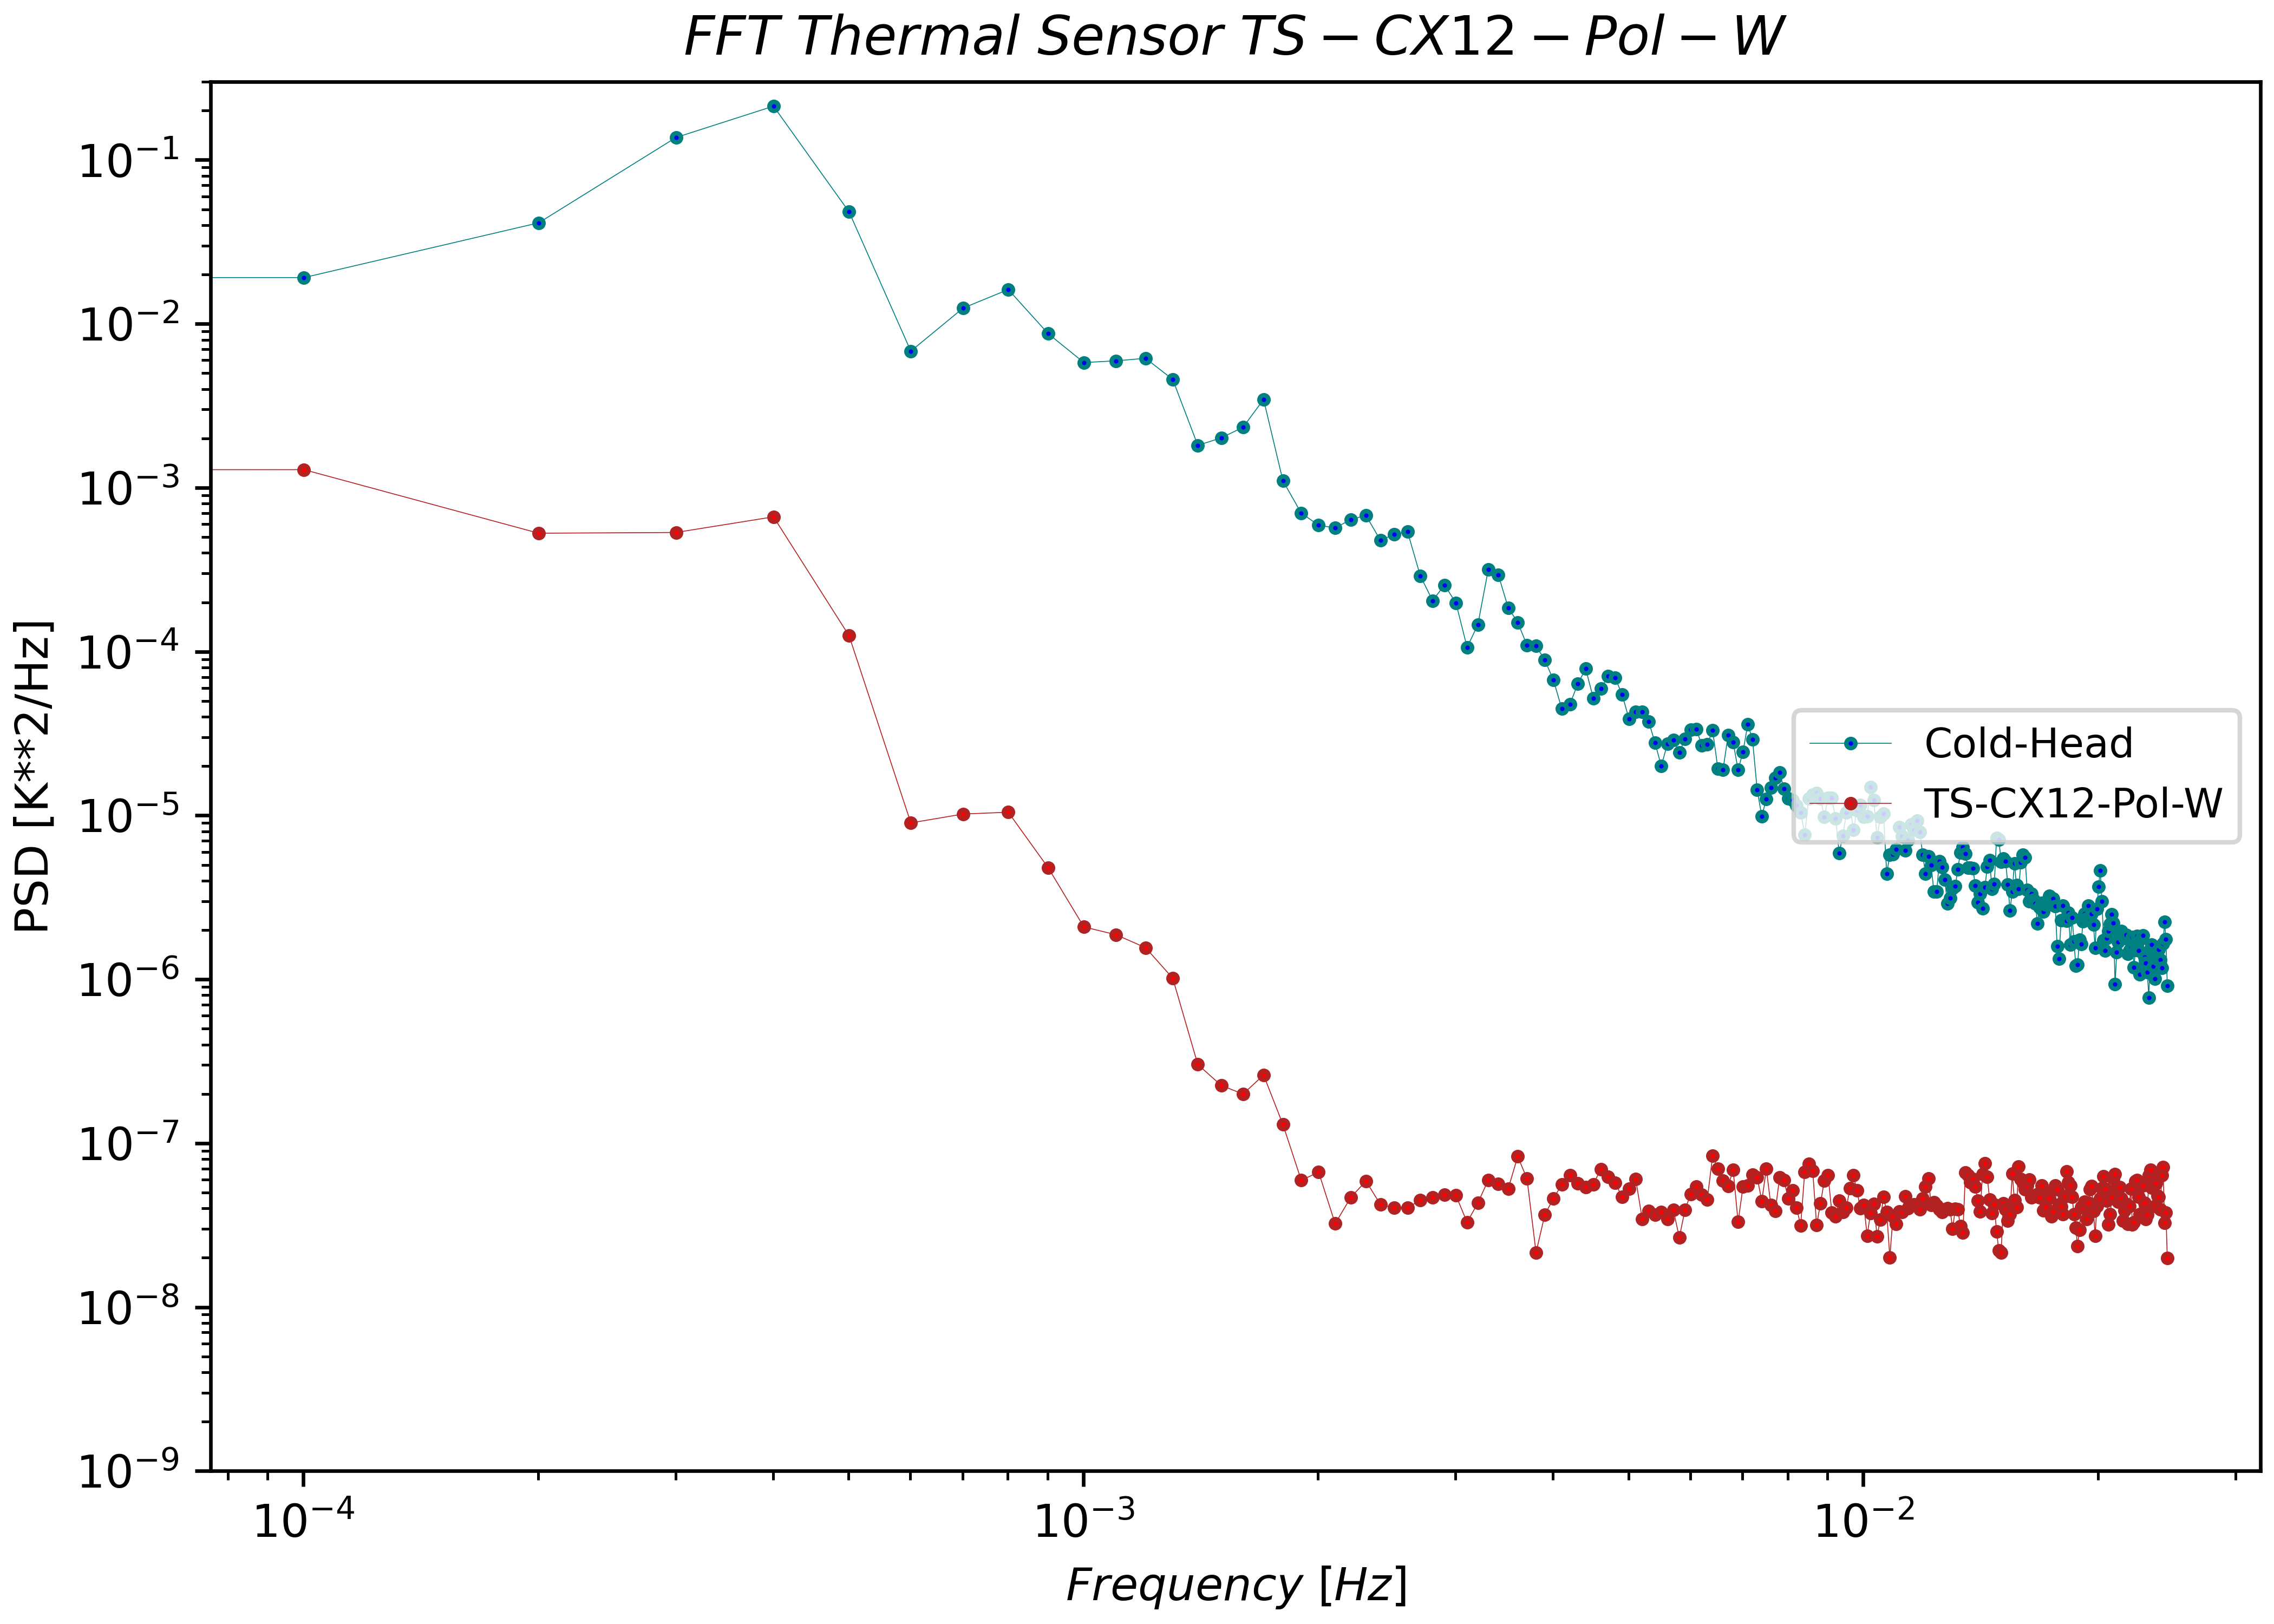 FFT Thermal Sensor TS − CX12 − Pol − W
PSD [K**2/Hz]
10⁻¹
10⁻²
10⁻³
10⁻⁴
10⁻⁵
10⁻⁶
10⁻⁷
10⁻⁸
10⁻⁹
Cold-Head
TS-CX12-Pol-W
10⁻⁴ 10⁻³ 10⁻²
Frequency [Hz]